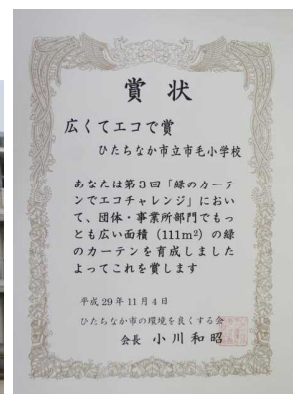 賞状
広くてエコで賞
ひたちなか市立市毛小学校
あなたは第3回「緑のカーテ
ンでエコチャレンジ」におい
て、団体・事業所部門でもっ
とも広い面積（111m²）の緑
のカーテンを育成しました
よってこれを賞します
平成29年11月4日
ひたちなか市の環境を良くする会
会長 小川和昭